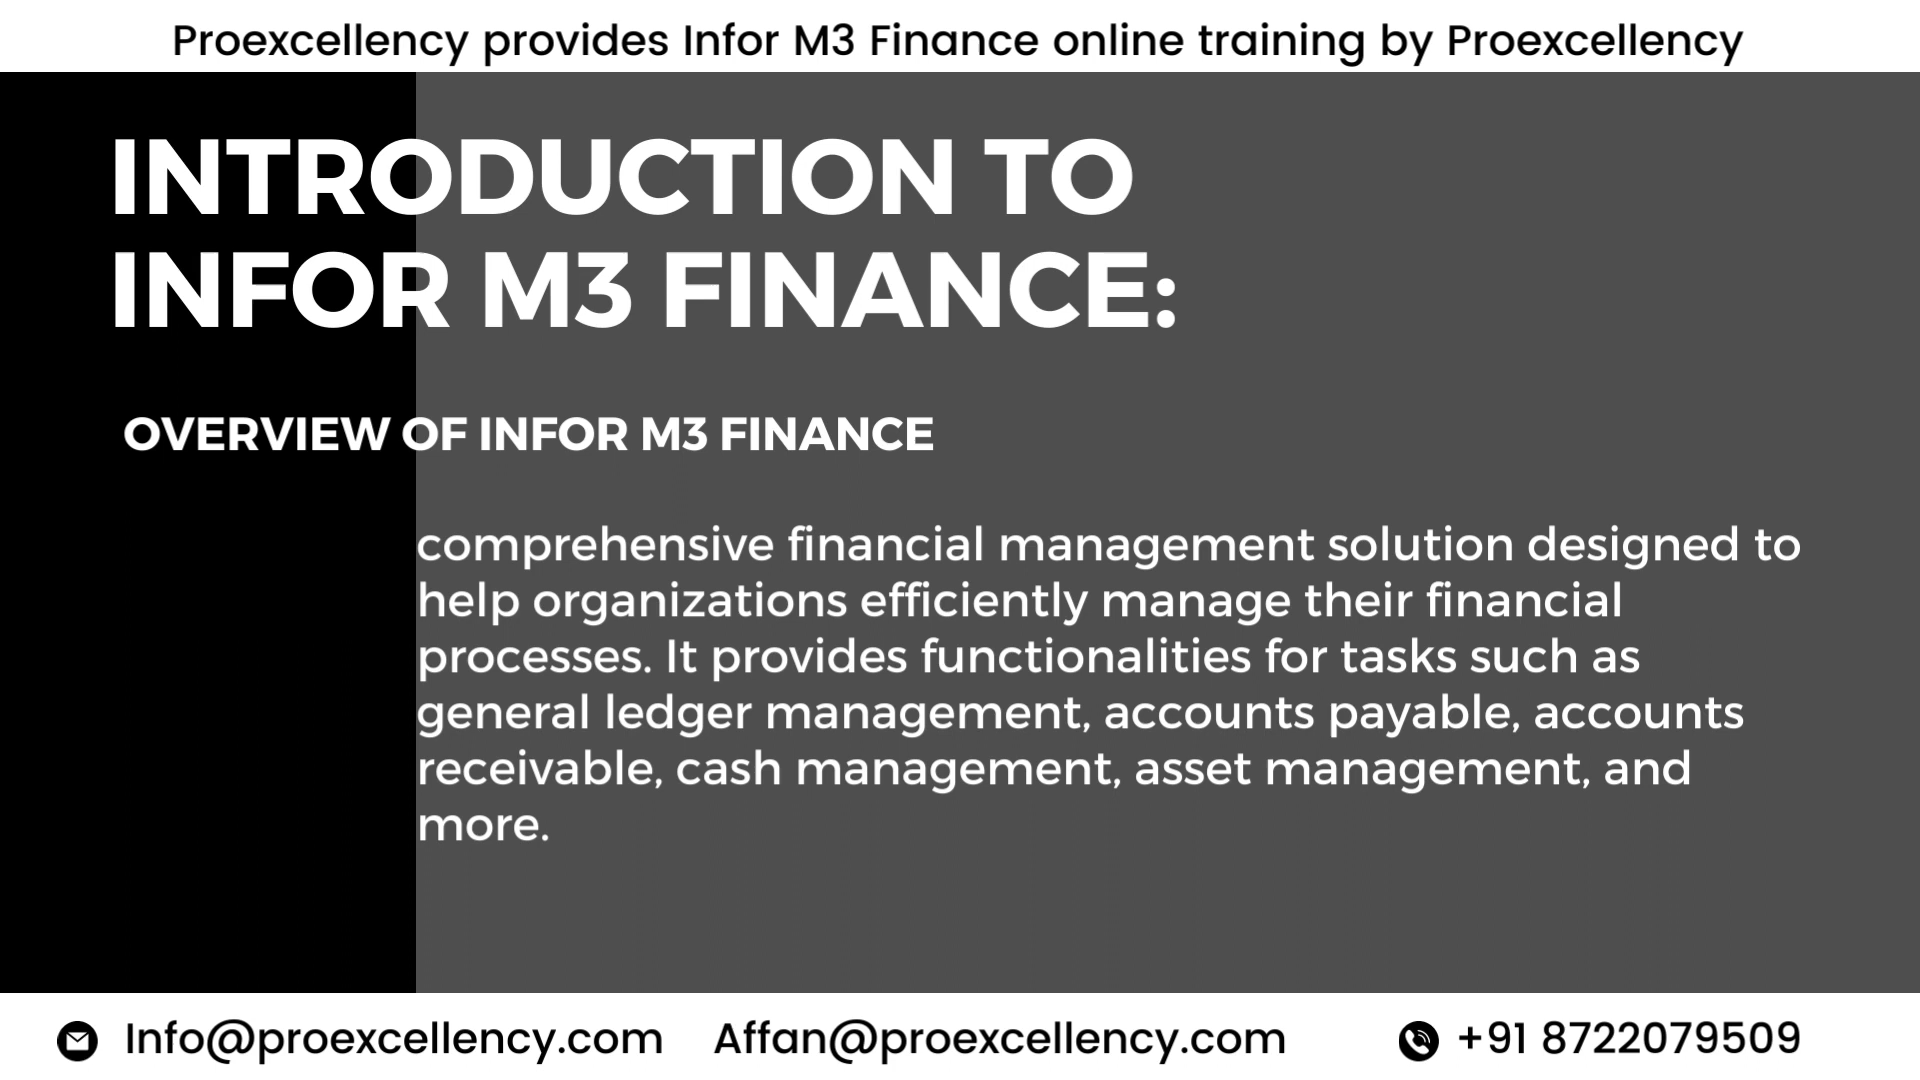 Proexcellency provides Infor M3 Finance online training by Proexcellency
INTRODUCTION TO
INFOR M3 FINANCE:
OVERVIEW OF INFOR M3 FINANCE
comprehensive financial management solution designed to
help organizations efficiently manage their financial
processes. It provides functionalities for tasks such as
general ledger management, accounts payable, accounts
receivable, cash management, asset management, and
more.
Info@proexcellency.com Affan@proexcellency.com +91 8722079509